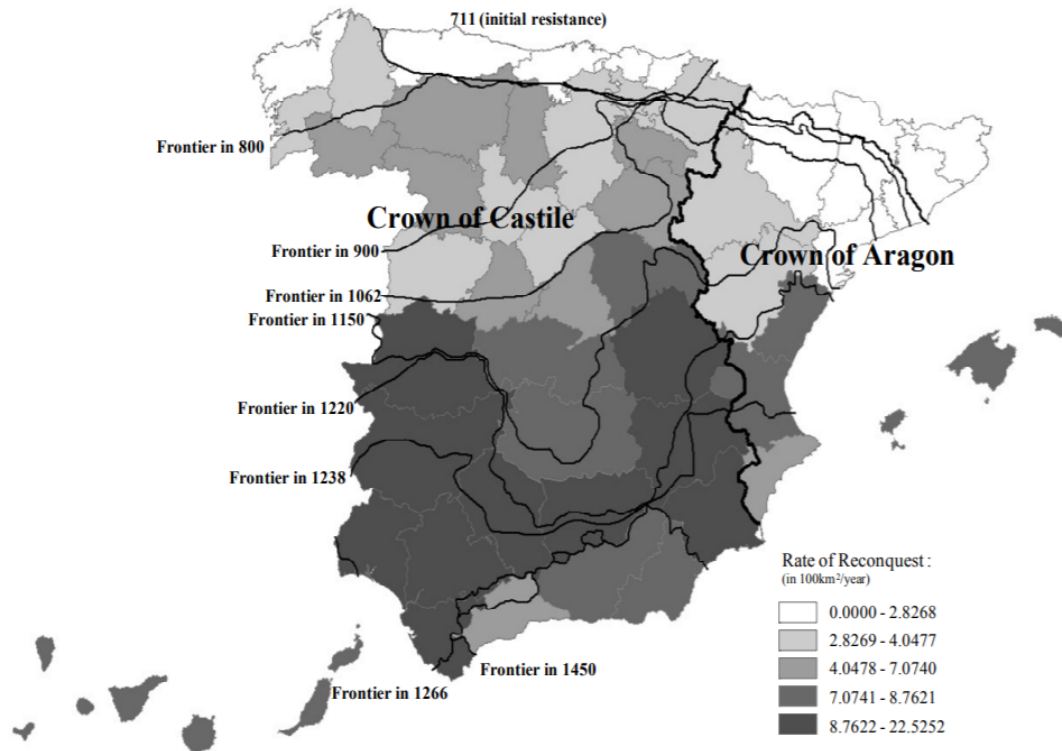 711 (initial resistance)
Frontier in 800
Crown of Castile
Frontier in 900
Crown of Aragon
Frontier in 1062
Frontier in 1150
Frontier in 1220
Frontier in 1238
Rate of Reconquest :
(in 100km²/year)
0.0000 - 2.8268
2.8269 - 4.0477
4.0478 - 7.0740
7.0741 - 8.7621
8.7622 - 22.5252
Frontier in 1450
Frontier in 1266